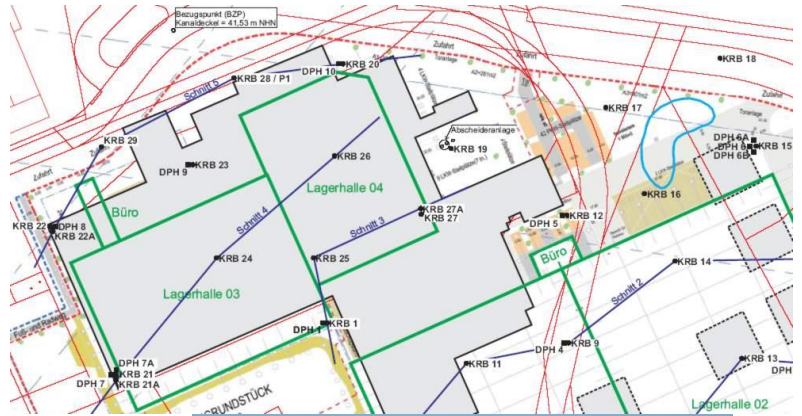 Bezugspunkt (BZP)
Kanaldeckel = 41,53 m NHN
Zufahrt
KRB 18
DPH 10
KRB 20
KRB 28 / P1
Schnitt 5
Zufahrt
KRB 17
KRB 29
Abscheideranlage
KRB 19
DPH 6A
DPH 6
KRB 15
DPH 6B
Zufahrt
KRB 26
DPH 9
KRB 23
Lagerhalle 04
KRB 16
Büro
Schnitt 4
Schnitt 3
KRB 27A
KRB 27
KRB 12
DPH 5
KRB 22
DPH 8
KRB 22A
KRB 24
KRB 25
Büro
KRB 14
Lagerhalle 03
Schnitt 2
DPH 1
KRB 1
Fuß- und Radweg
DPH 4
KRB 9
DPH 7A
KRB 21
DPH 7
KRB 21A
KRB 11
KRB 13
DPH
GRUNDSTÜCK
Lagerhalle 02